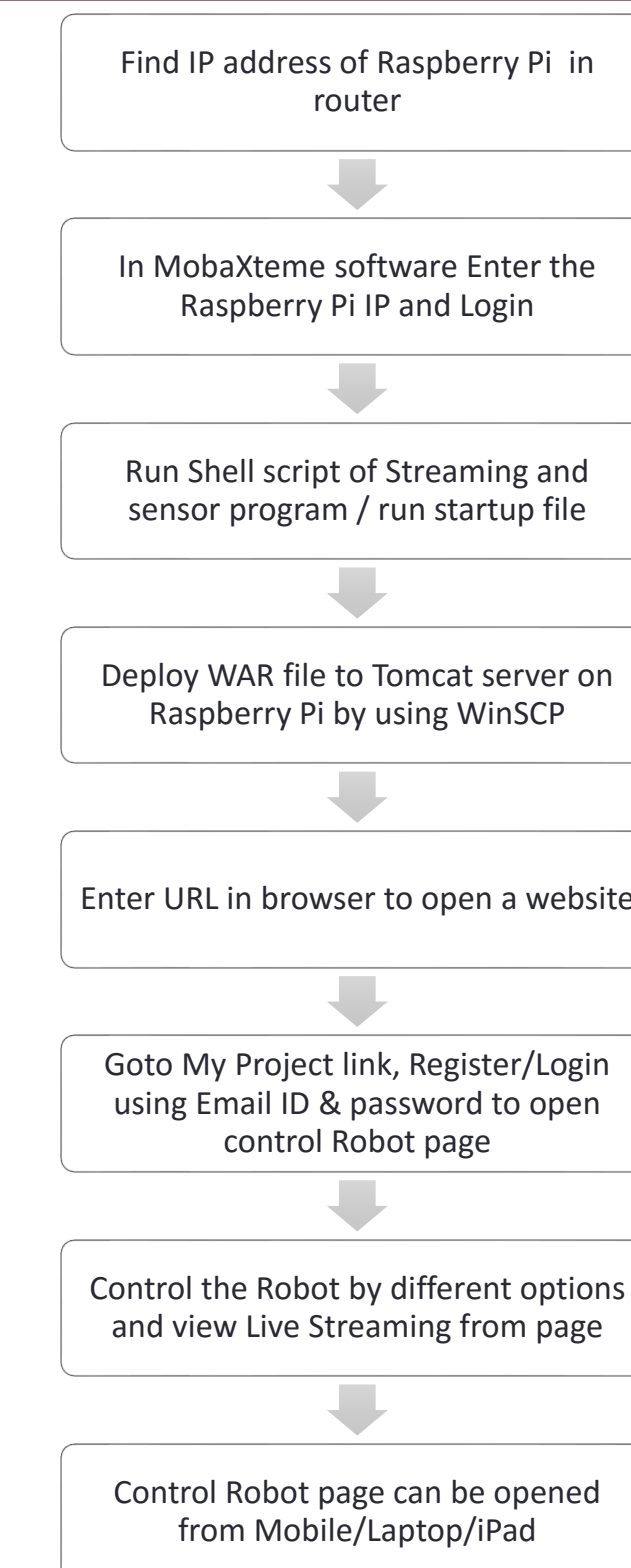 Find IP address of Raspberry Pi in
router
In MobaXteme software Enter the
Raspberry Pi IP and Login
Run Shell script of Streaming and
sensor program / run startup file
Deploy WAR file to Tomcat server on
Raspberry Pi by using WinSCP
Enter URL in browser to open a website
Goto My Project link, Register/Login
using Email ID & password to open
control Robot page
Control the Robot by different options
and view Live Streaming from page
Control Robot page can be opened
from Mobile/Laptop/iPad